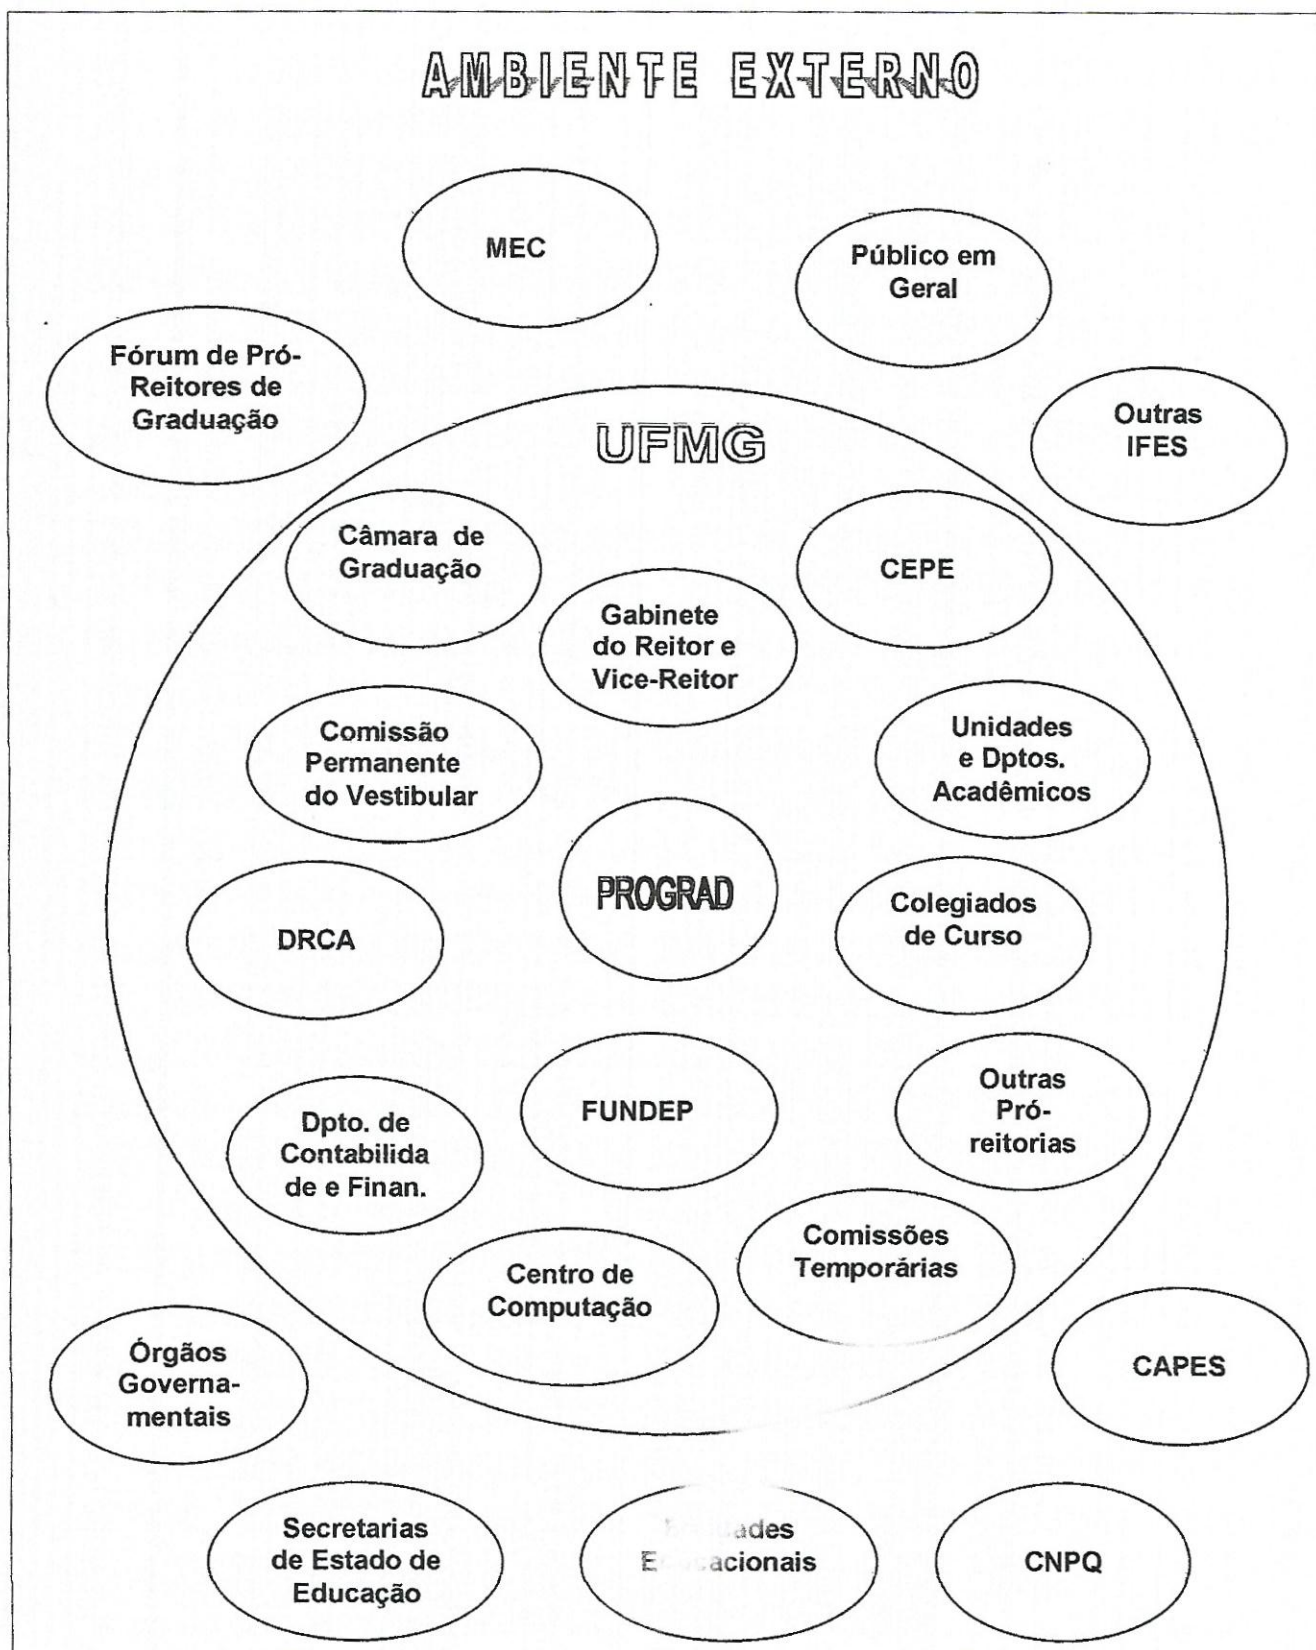 AMBIENTE EXTERNO
MEC
Público em
Geral
Fórum de Pró-
Reitores de
Graduação
Outras
IFES
UFMG
Câmara de
Graduação
CEPE
Gabinete
do Reitor e
Vice-Reitor
Comissão
Permanente
do Vestibular
Unidades
e Dptos.
Acadêmicos
PROGRAD
DRCA
Colegiados
de Curso
FUNDEP
Outras
Pró-
reitorias
Dpto. de
Contabilida
de e Finan.
Comissões
Temporárias
Centro de
Computação
Órgãos
Governa-
mentais
CAPES
Secretarias
de Estado de
Educação
Educacionais
CNPQ